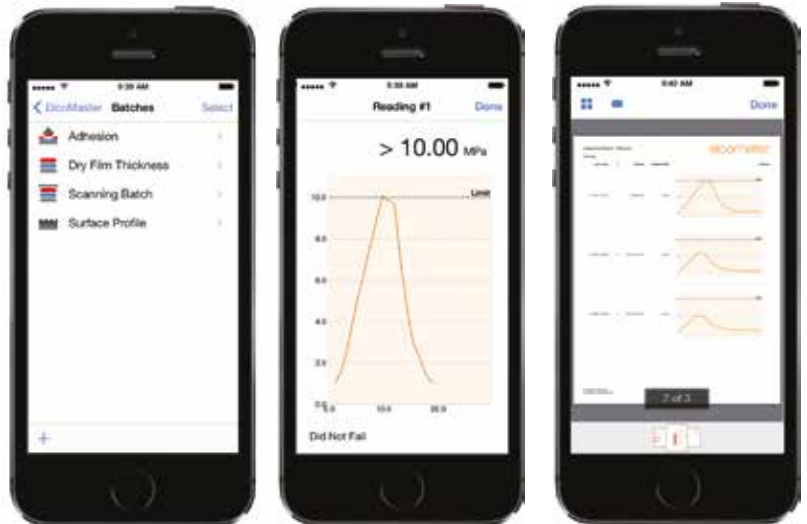 9:39 AM
ElcoMaster Batches Select
Adhesion
Dry Film Thickness
Scanning Batch
Surface Profile
+
9:39 AM
Reading #1 Done
> 10.00 MPa
Limit
10.0
8.0
6.0
4.0
2.0
0.0
0.0 10.0 20.0
Did Not Fail
9:40 AM
Done
elcometer
2 of 3